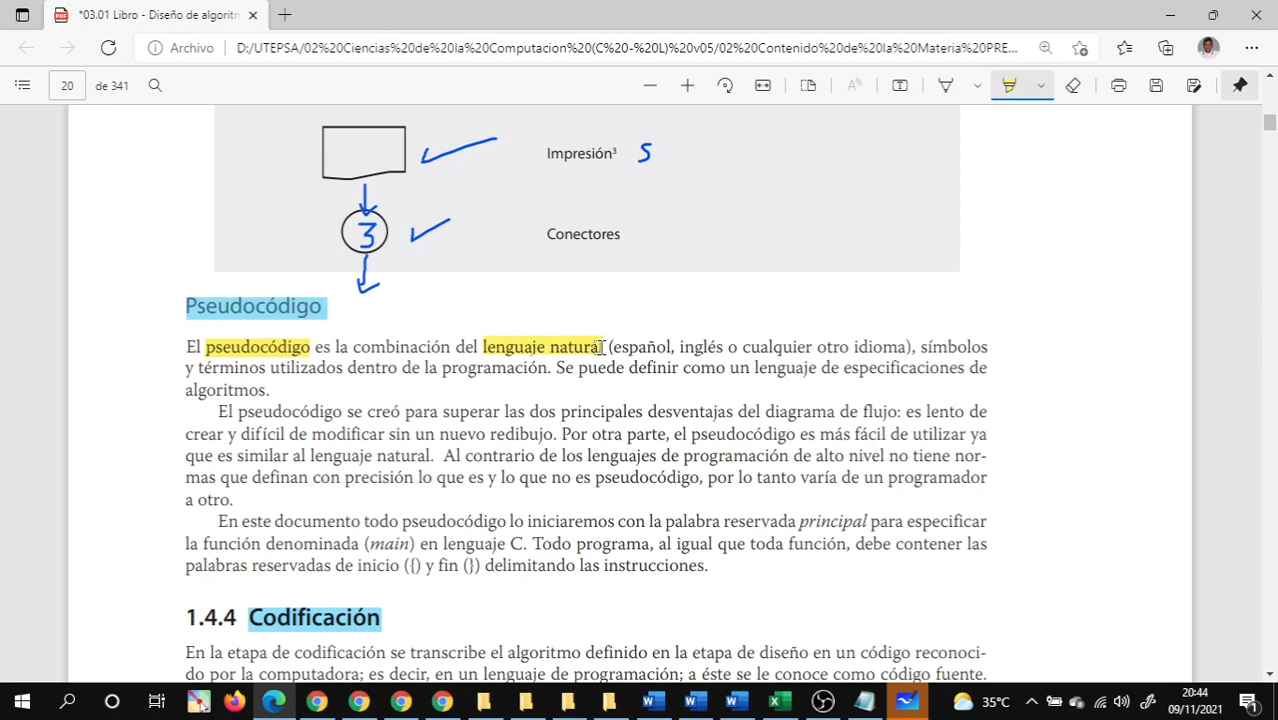 *03.01 Libro - Diseño de algoritm
Archivo
D:/UTEPSA/02%20Ciencias%20de%20la%20Computacion%20(C%20-%20L)%20v05/02%20Contenido%20de%20la%20Materia%20PRE...
20 de 341
Impresión³ S
3 Conectores
Pseudocódigo
El pseudocódigo es la combinación del lenguaje natural (español, inglés o cualquier otro idioma), símbolos
y términos utilizados dentro de la programación. Se puede definir como un lenguaje de especificaciones de
algoritmos.
El pseudocódigo se creó para superar las dos principales desventajas del diagrama de flujo: es lento de
crear y difícil de modificar sin un nuevo redibujo. Por otra parte, el pseudocódigo es más fácil de utilizar ya
que es similar al lenguaje natural. Al contrario de los lenguajes de programación de alto nivel no tiene nor-
mas que definan con precisión lo que es y lo que no es pseudocódigo, por lo tanto varía de un programador
a otro.
En este documento todo pseudocódigo lo iniciaremos con la palabra reservada principal para especificar
la función denominada (main) en lenguaje C. Todo programa, al igual que toda función, debe contener las
palabras reservadas de inicio ({) y fin (}) delimitando las instrucciones.
1.4.4 Codificación
En la etapa de codificación se transcribe el algoritmo definido en la etapa de diseño en un código reconoci-
do por la computadora; es decir, en un lenguaje de programación; a éste se le conoce como código fuente.
35°C
20:44
09/11/2021